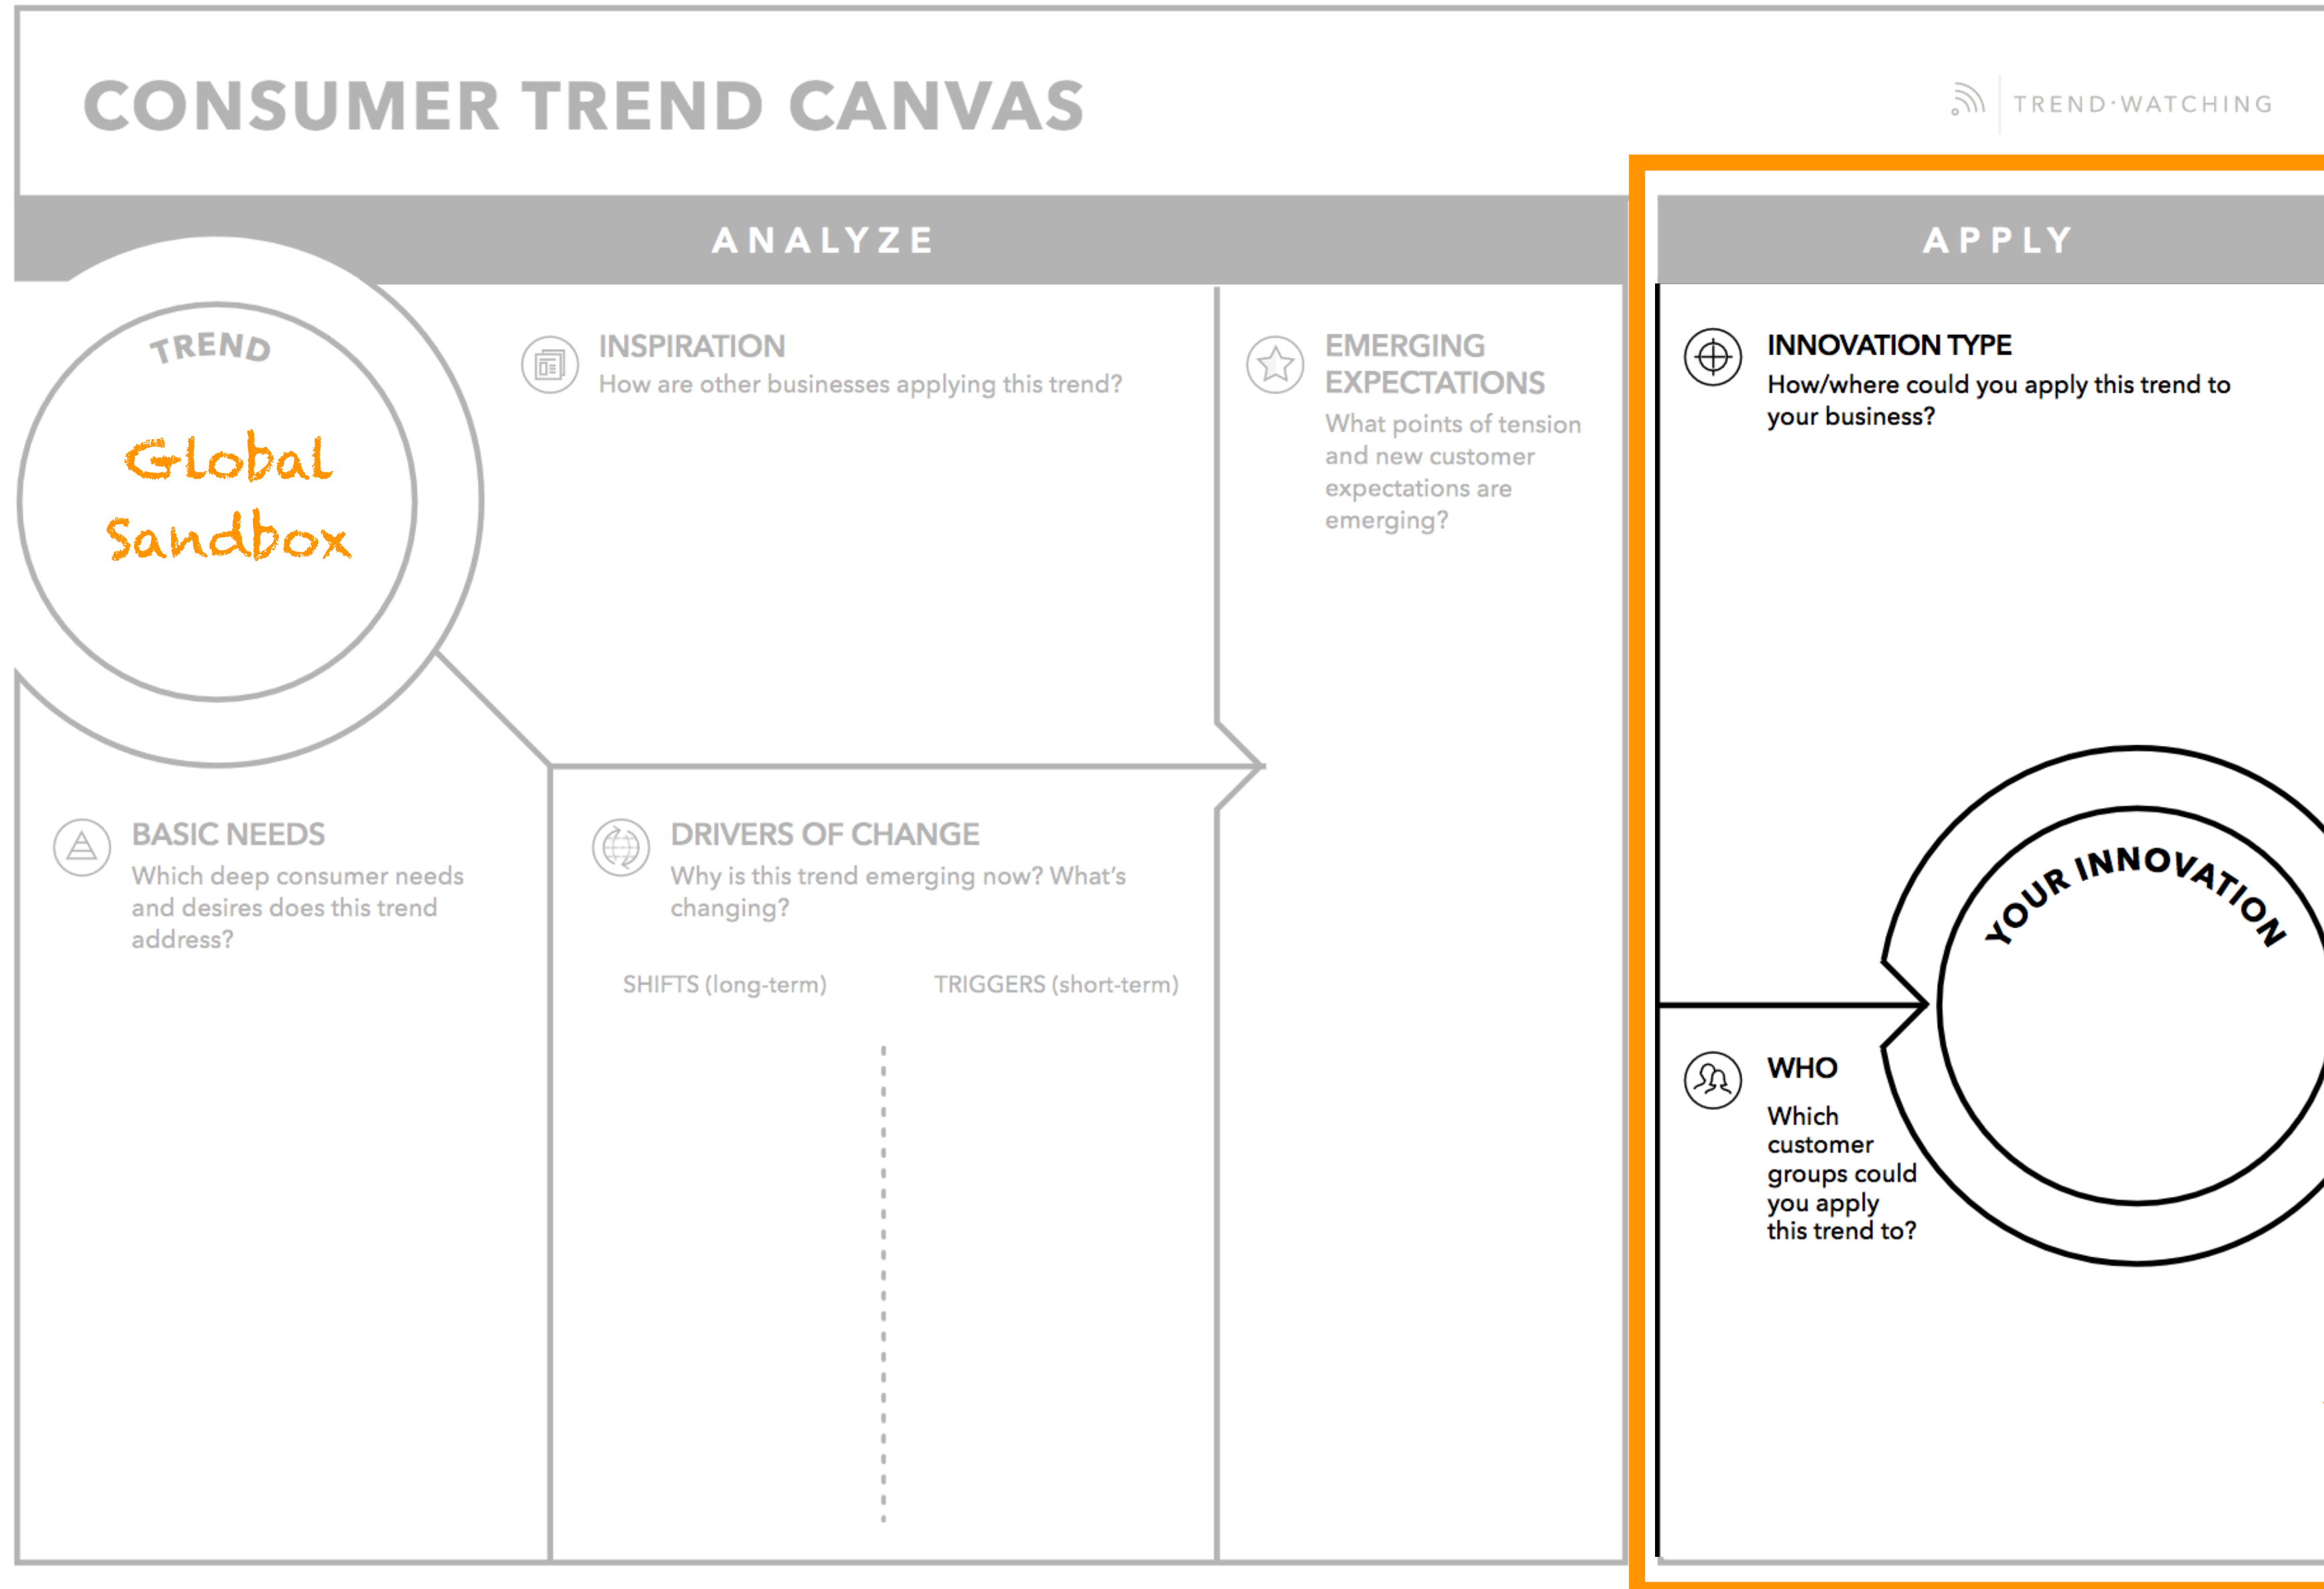 CONSUMER TREND CANVAS
TREND·WATCHING
ANALYZE
APPLY
TREND
Global
Sandbox
INSPIRATION
How are other businesses applying this trend?
EMERGING
EXPECTATIONS
What points of tension
and new customer
expectations are
emerging?
INNOVATION TYPE
How/where could you apply this trend to
your business?
BASIC NEEDS
Which deep consumer needs
and desires does this trend
address?
DRIVERS OF CHANGE
Why is this trend emerging now? What's
changing?
SHIFTS (long-term)
TRIGGERS (short-term)
YOUR INNOVATION
WHO
Which
customer
groups could
you apply
this trend to?